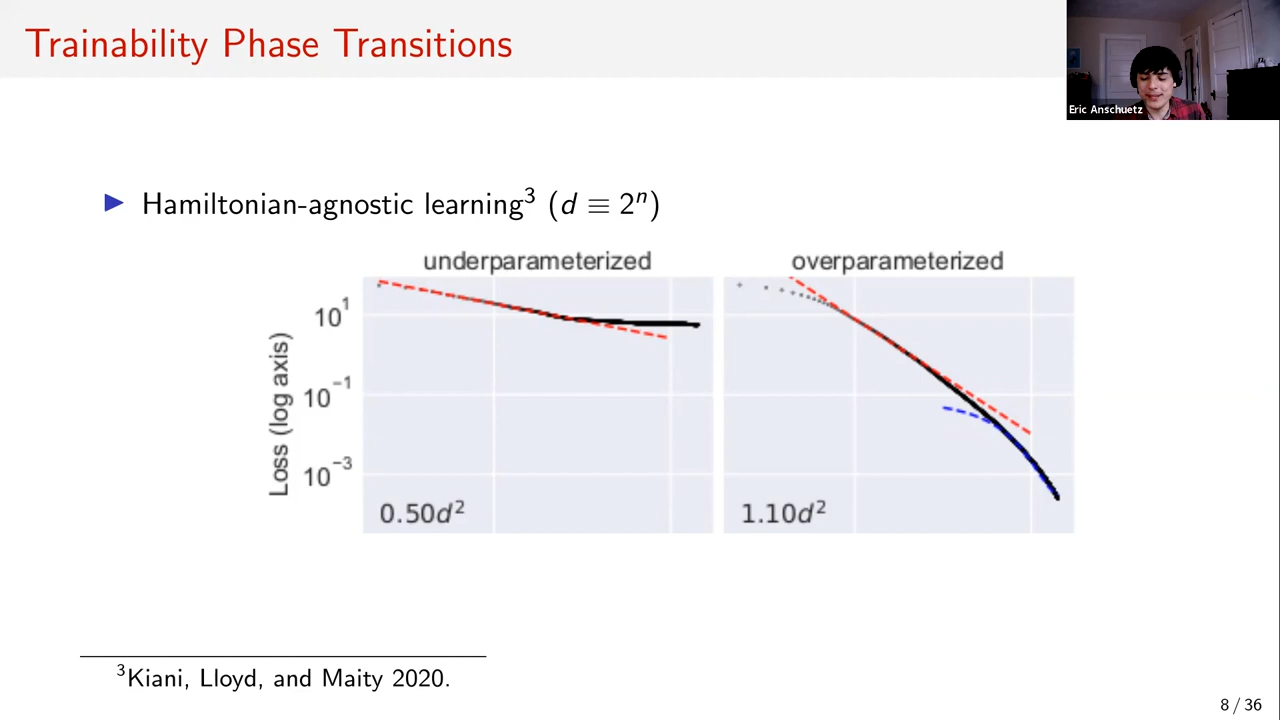 Trainability Phase Transitions
Eric Anschuetz
▶ Hamiltonian-agnostic learning³ (d ≡ 2ⁿ)
underparameterized
overparameterized
Loss (log axis)
10¹
10⁻¹
10⁻³
0.50d²
1.10d²
³Kiani, Lloyd, and Maity 2020.
8 / 36